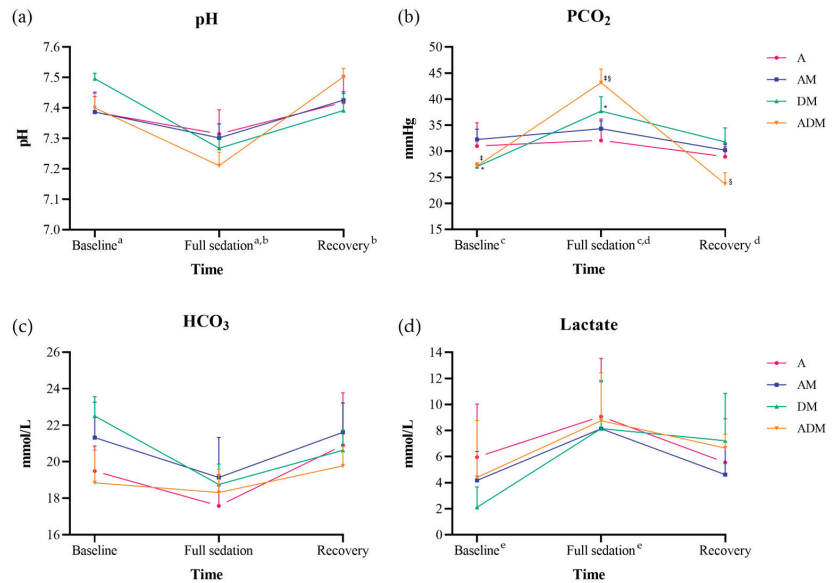 (a)
pH
7.6
7.5
7.4
7.3
7.2
7.1
7.0
pH
Baseline a
Full sedation a,b
Recovery b
Time
(b)
PCO₂
50
45
40
35
30
25
20
15
mmHg
‡
*
‡§
*
§
Baseline c
Full sedation c,d
Recovery d
Time
A
AM
DM
ADM
(c)
HCO₃
26
24
22
20
18
16
mmol/L
Baseline
Full sedation
Recovery
Time
(d)
Lactate
14
12
10
8
6
4
2
0
mmol/L
Baseline e
Full sedation e
Recovery
Time
A
AM
DM
ADM